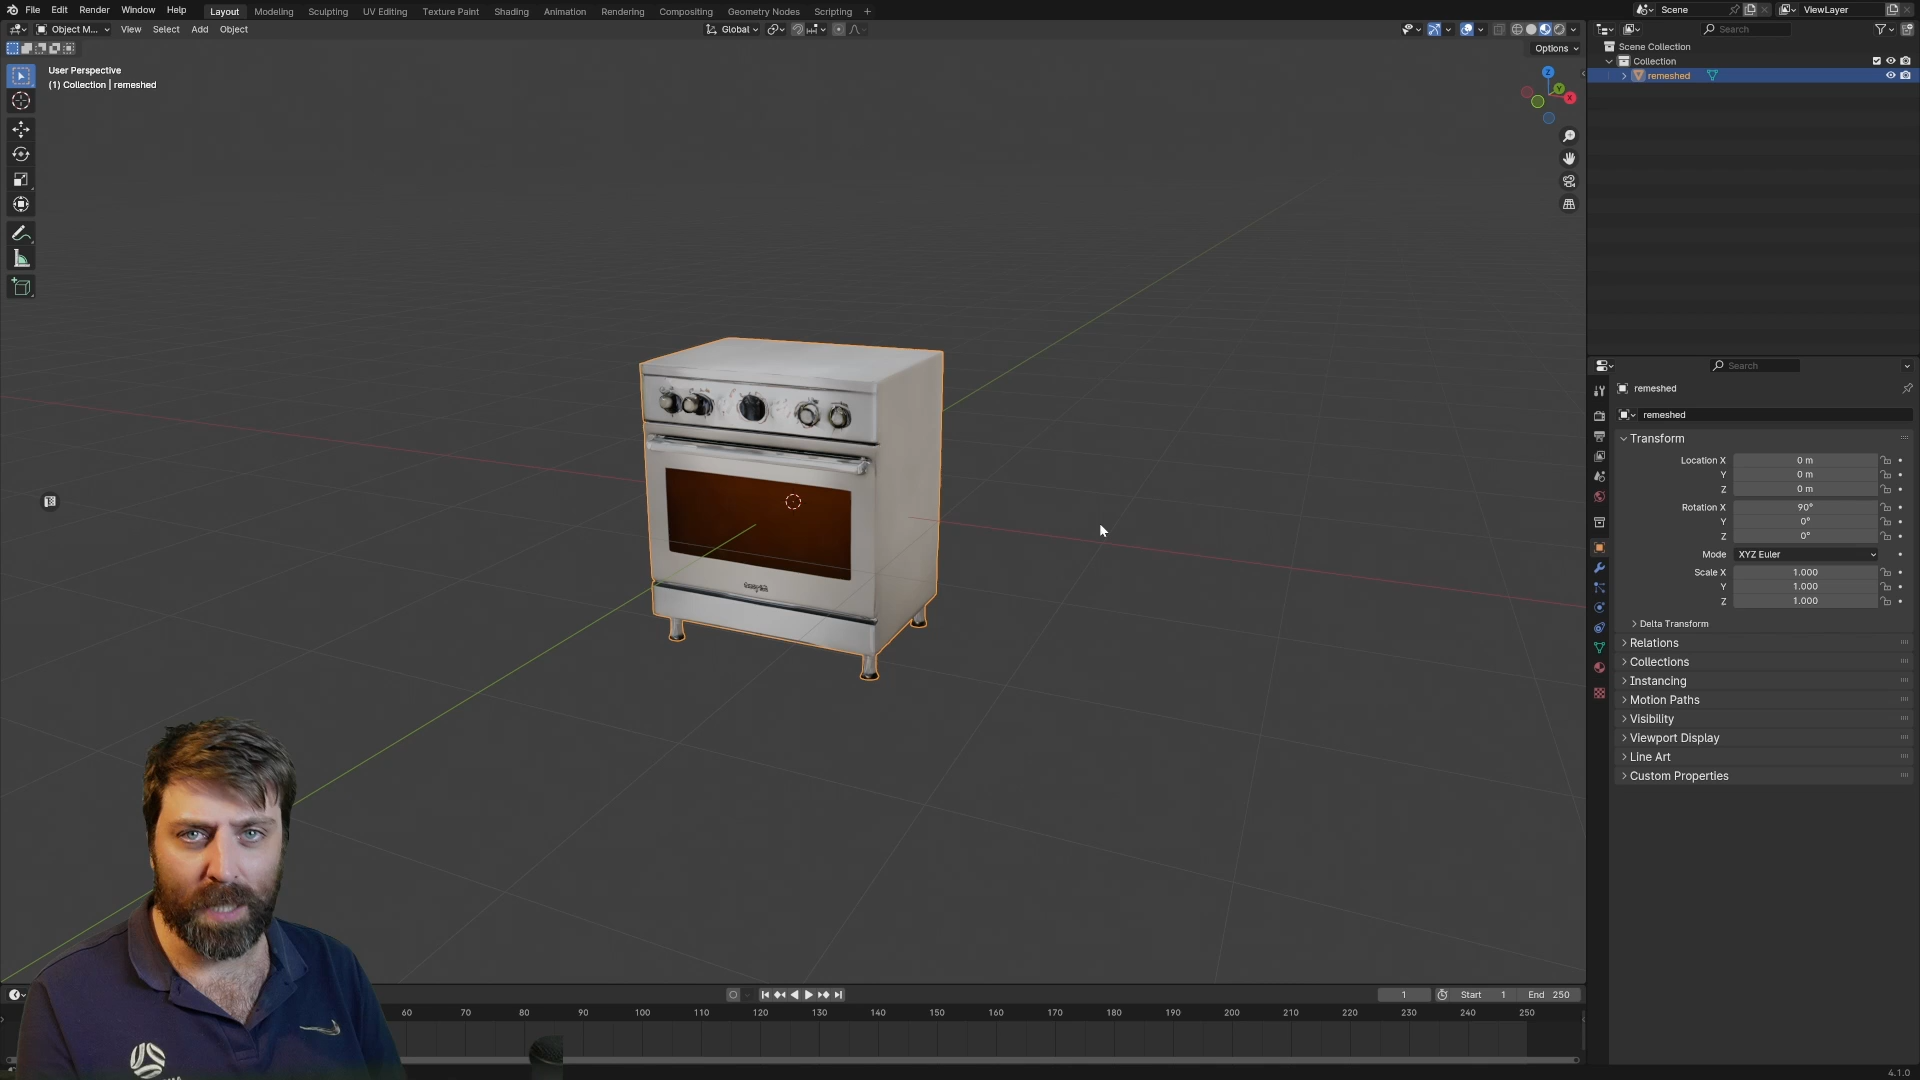 File Edit Render Window Help Layout Modeling Sculpting UV Editing Texture Paint Shading Animation Rendering Compositing Geometry Nodes Scripting + Scene ViewLayer
Object M... View Select Add Object Global Search
Options
Scene Collection
Collection
remeshed
User Perspective
(1) Collection | remeshed
Z
Y
X
Search
remeshed
remeshed
Transform
Location X 0 m
Y 0 m
Z 0 m
Rotation X 90°
Y 0°
Z 0°
Mode XYZ Euler
Scale X 1.000
Y 1.000
Z 1.000
Delta Transform
Relations
Collections
Instancing
Motion Paths
Visibility
Viewport Display
Line Art
Custom Properties
1 Start 1 End 250
60 70 80 90 100 110 120 130 140 150 160 170 180 190 200 210 220 230 240 250
4.1.0